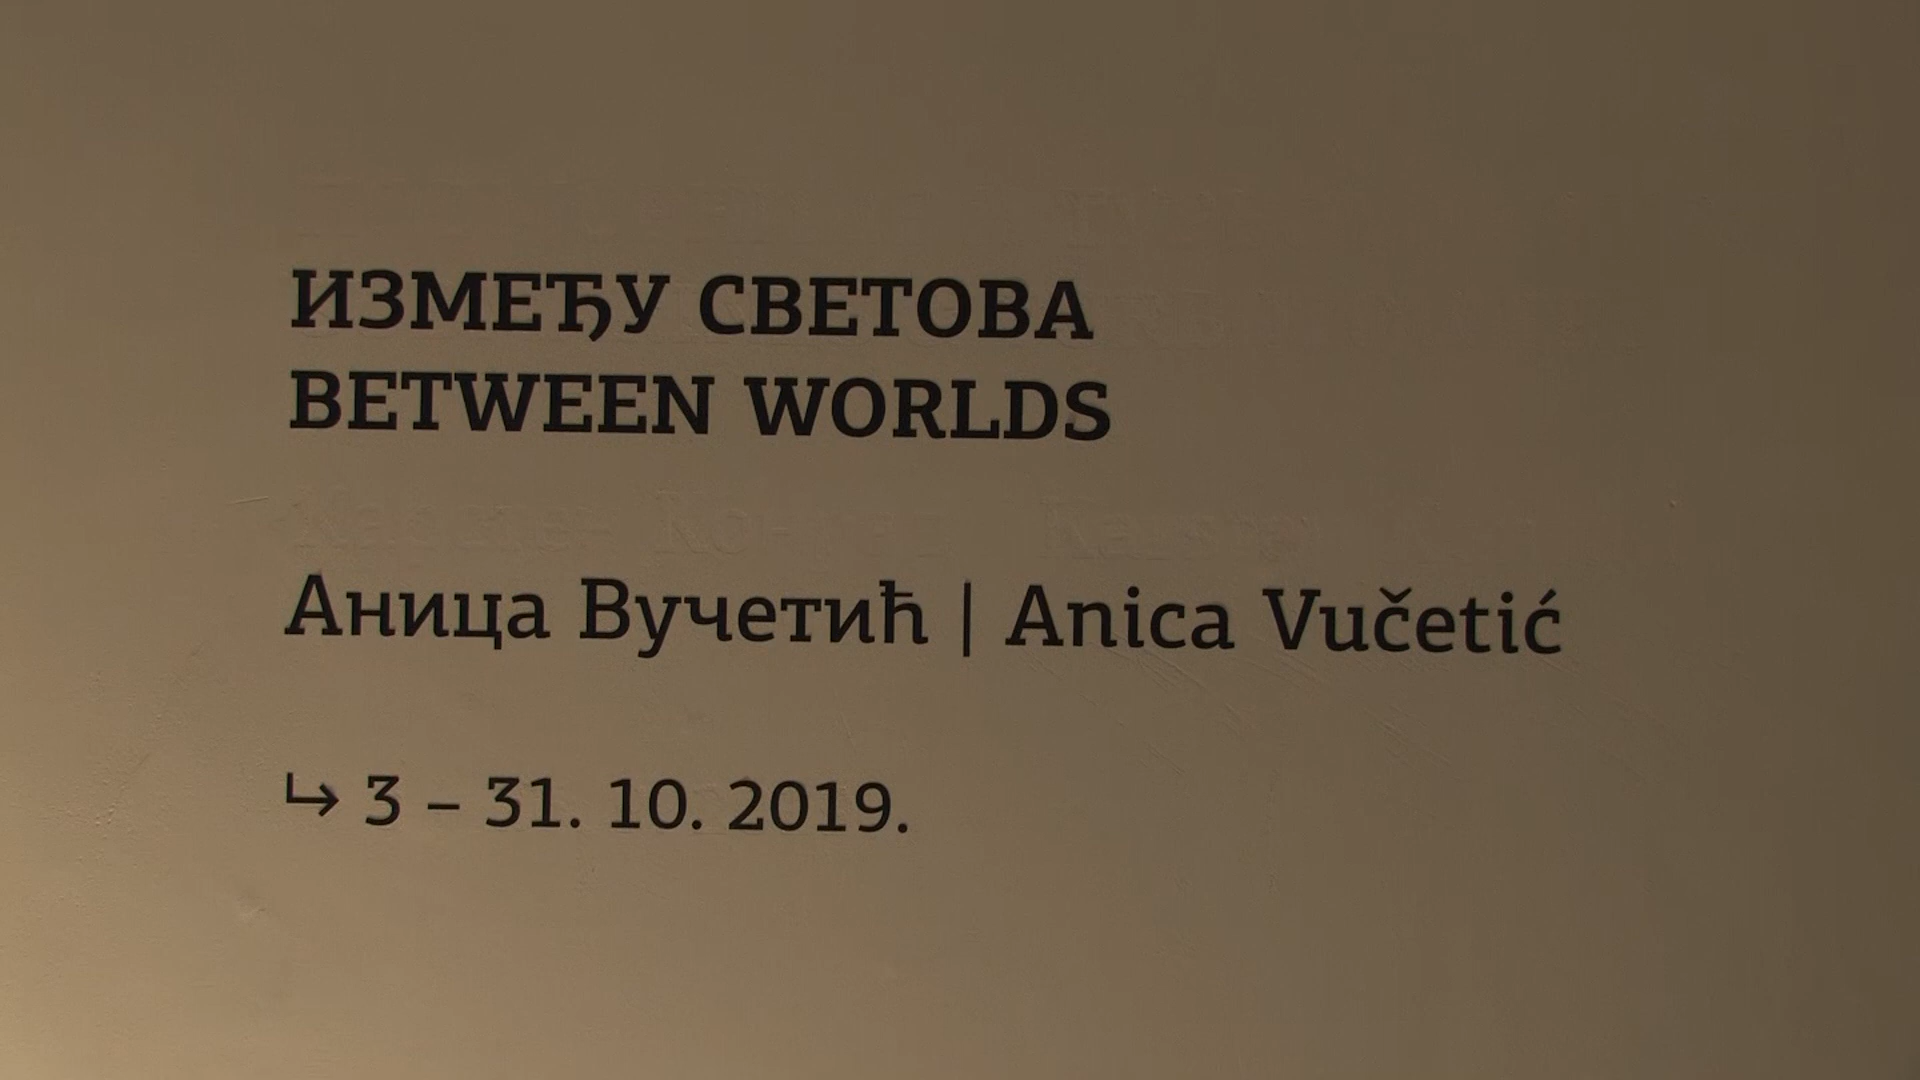 ИЗМЕЂУ СВЕТОВА
BETWEEN WORLDS
Аница Вучетић | Anica Vučetić
↳ 3 – 31. 10. 2019.